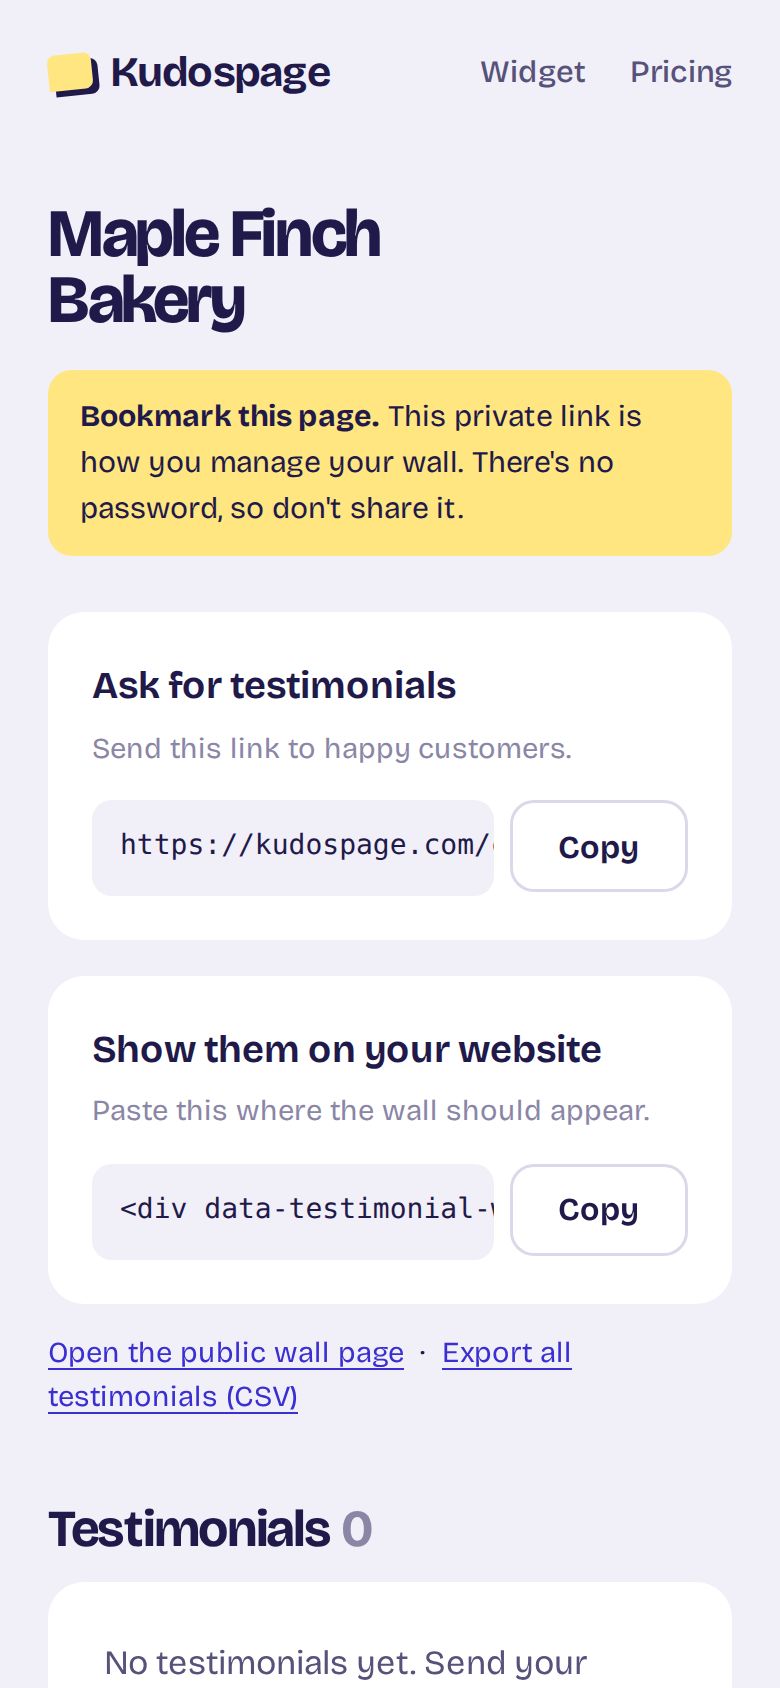 Kudospage
Widget
Pricing
Maple Finch
Bakery
Bookmark this page. This private link is
how you manage your wall. There's no
password, so don't share it.
Ask for testimonials
Send this link to happy customers.
https://kudospage.com/
Copy
Show them on your website
Paste this where the wall should appear.
<div data-testimonial-
Copy
Open the public wall page · Export all
testimonials (CSV)
Testimonials 0
No testimonials yet. Send your